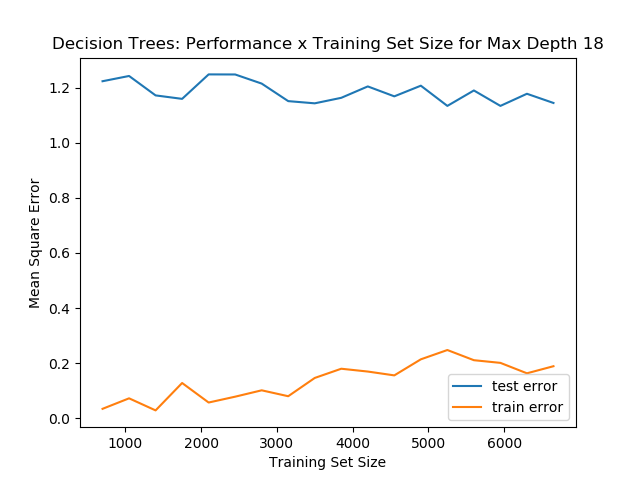 Decision Trees: Performance x Training Set Size for Max Depth 18
Mean Square Error
1.2
1.0
0.8
0.6
0.4
0.2
0.0
test error
train error
1000 2000 3000 4000 5000 6000
Training Set Size